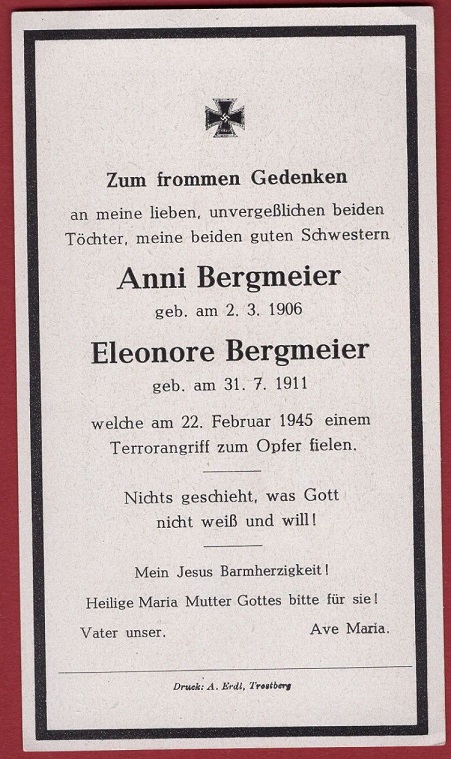 Zum frommen Gedenken
an meine lieben, unvergeßlichen beiden
Töchter, meine beiden guten Schwestern
Anni Bergmeier
geb. am 2. 3. 1906
Eleonore Bergmeier
geb. am 31. 7. 1911
welche am 22. Februar 1945 einem
Terrorangriff zum Opfer fielen.
Nichts geschieht, was Gott
nicht weiß und will!
Mein Jesus Barmherzigkeit!
Heilige Maria Mutter Gottes bitte für sie!
Vater unser. Ave Maria.
Druck: A. Erdl, Trostberg